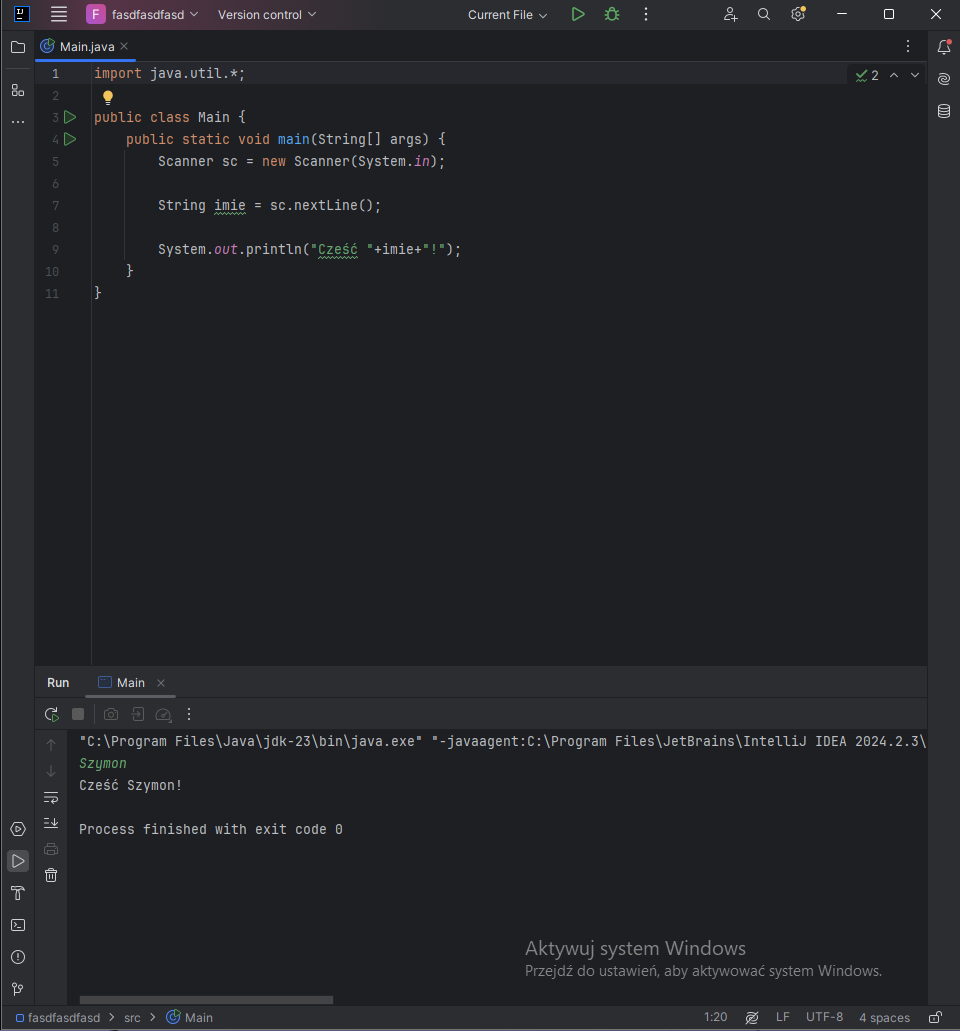 F fasdfasdfasd Version control Current File
Main.java
1 import java.util.*;
2
3 public class Main {
4 public static void main(String[] args) {
5 Scanner sc = new Scanner(System.in);
6
7 String imie = sc.nextLine();
8
9 System.out.println("Cześć "+imie+"!");
10 }
11 }
2
Run Main
"C:\Program Files\Java\jdk-23\bin\java.exe" "-javaagent:C:\Program Files\JetBrains\IntelliJ IDEA 2024.2.3\
Szymon
Cześć Szymon!
Process finished with exit code 0
Aktywuj system Windows
Przejdź do ustawień, aby aktywować system Windows.
fasdfasdfasd > src > Main 1:20 LF UTF-8 4 spaces